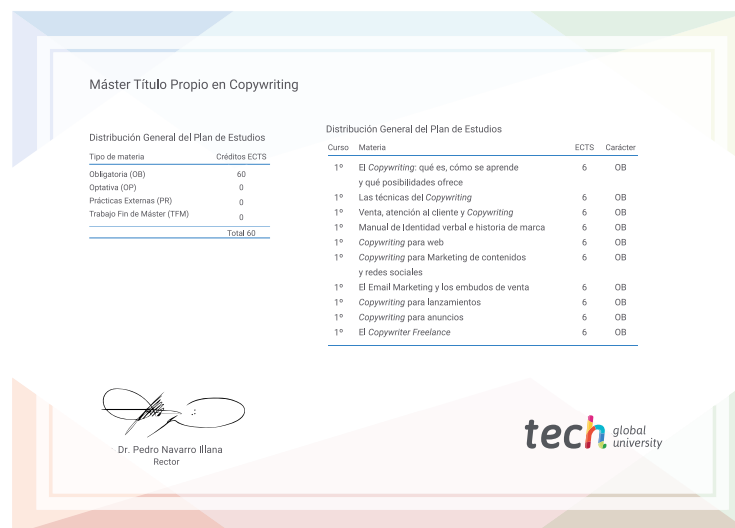 Máster Título Propio en Copywriting
Distribución General del Plan de Estudios
Tipo de materia Créditos ECTS
Obligatoria (OB) 60
Optativa (OP) 0
Prácticas Externas (PR) 0
Trabajo Fin de Máster (TFM) 0
Total 60
Distribución General del Plan de Estudios
Curso Materia ECTS Carácter
1º El Copywriting: qué es, cómo se aprende 6 OB
y qué posibilidades ofrece
1º Las técnicas del Copywriting 6 OB
1º Venta, atención al cliente y Copywriting 6 OB
1º Manual de Identidad verbal e historia de marca 6 OB
1º Copywriting para web 6 OB
1º Copywriting para Marketing de contenidos 6 OB
y redes sociales
1º El Email Marketing y los embudos de venta 6 OB
1º Copywriting para lanzamientos 6 OB
1º Copywriting para anuncios 6 OB
1º El Copywriter Freelance 6 OB
Dr. Pedro Navarro Illana
Rector
tech global
university